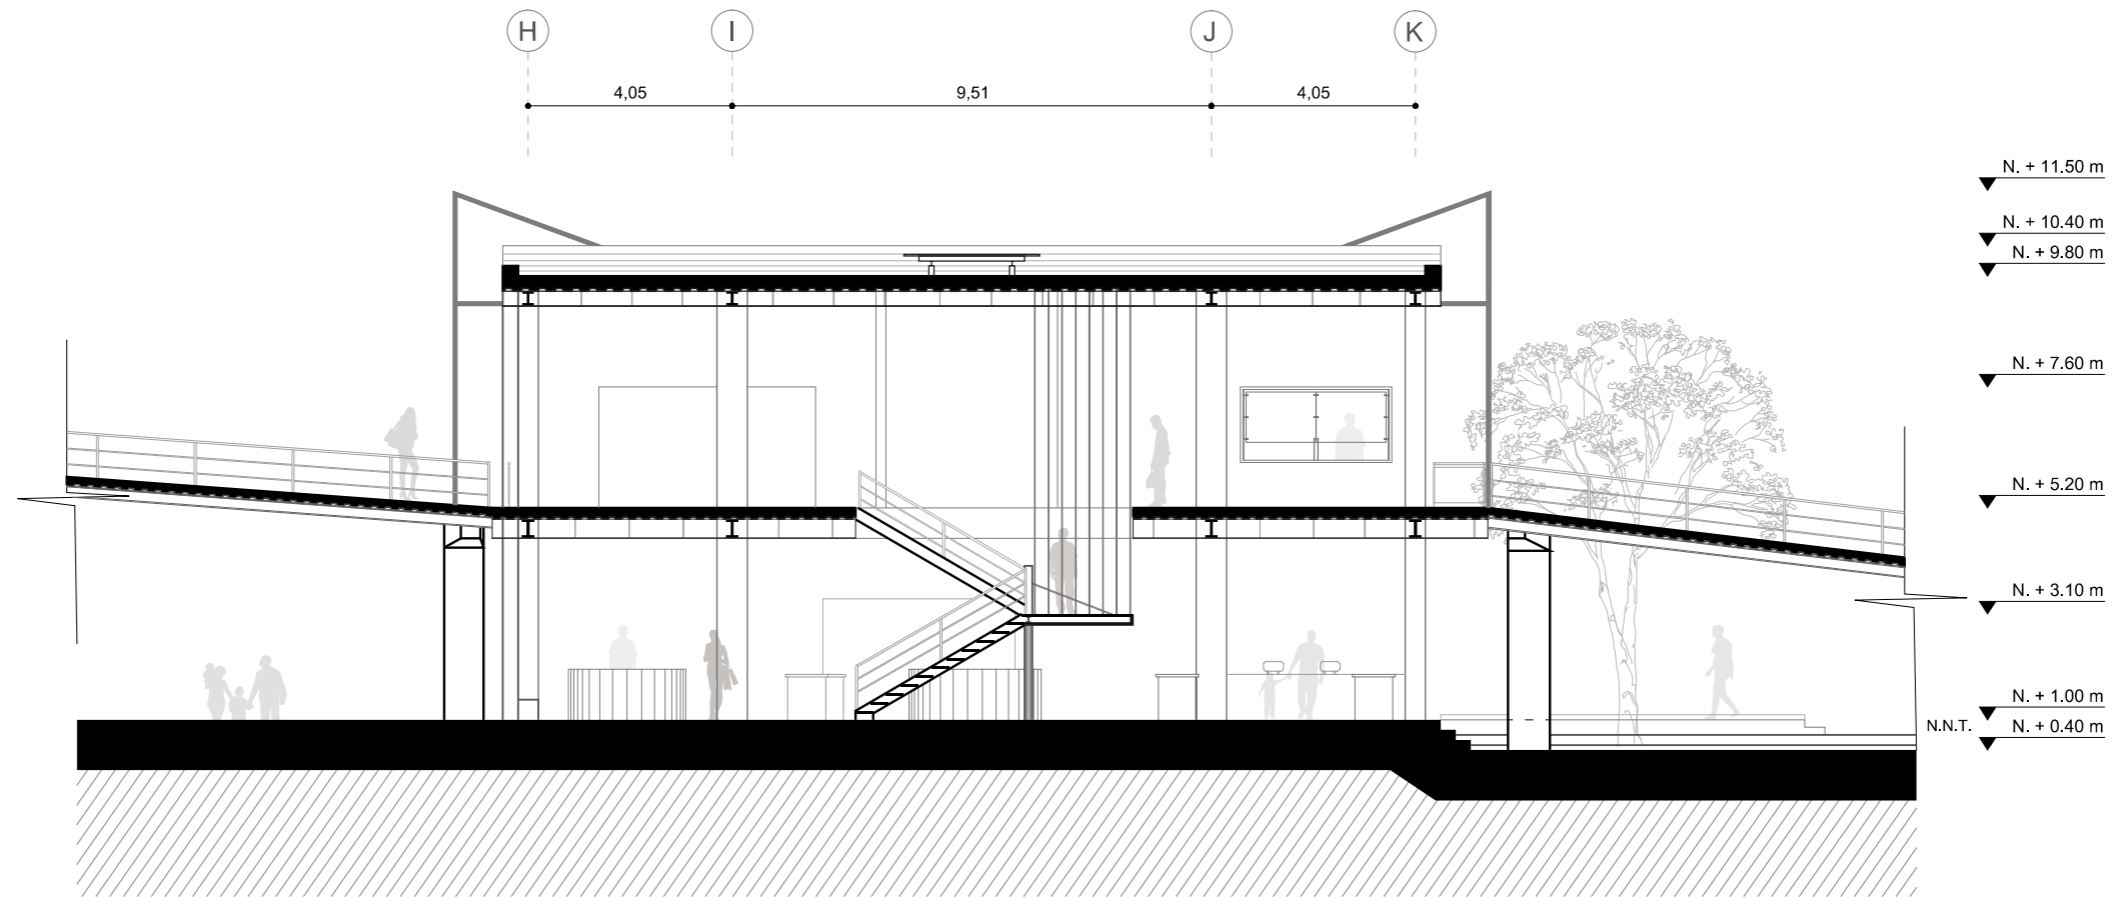 H I J K
4,05 9,51 4,05
N. + 11.50 m
N. + 10.40 m
N. + 9.80 m
N. + 7.60 m
N. + 5.20 m
N. + 3.10 m
N. + 1.00 m
N.N.T. N. + 0.40 m